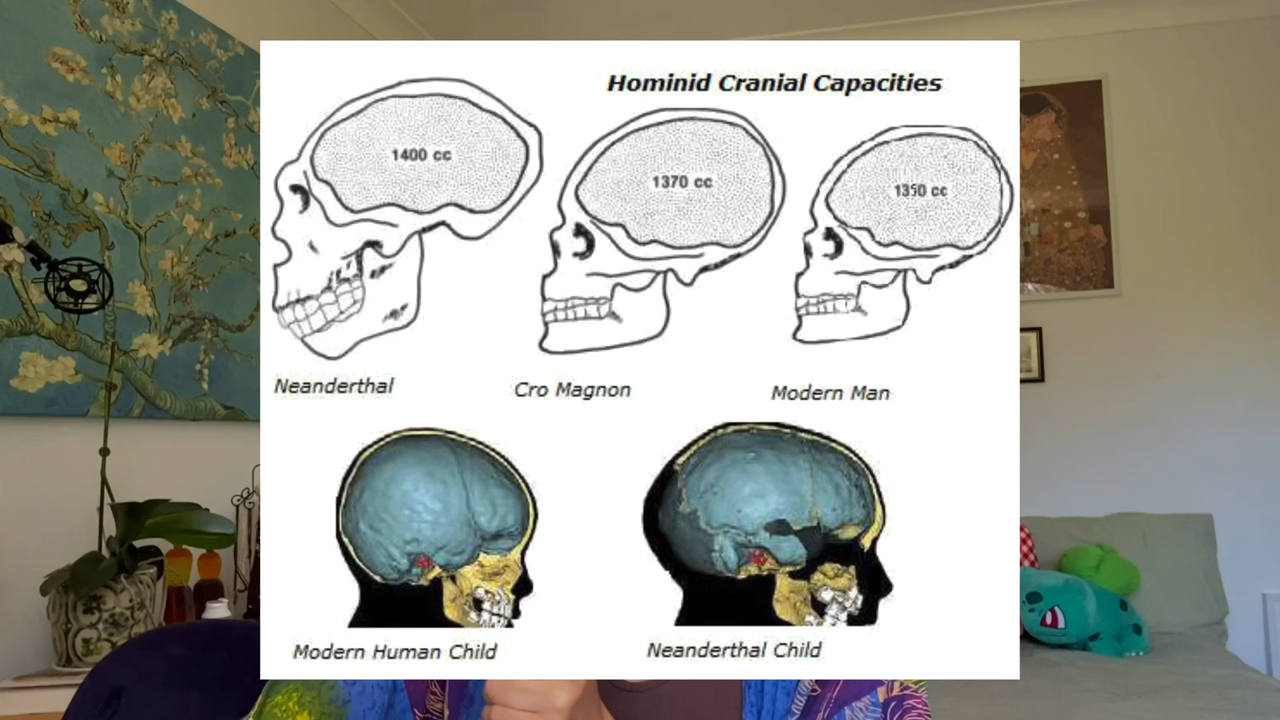 Hominid Cranial Capacities
1400 cc
1370 cc
1350 cc
Neanderthal
Cro Magnon
Modern Man
Modern Human Child
Neanderthal Child